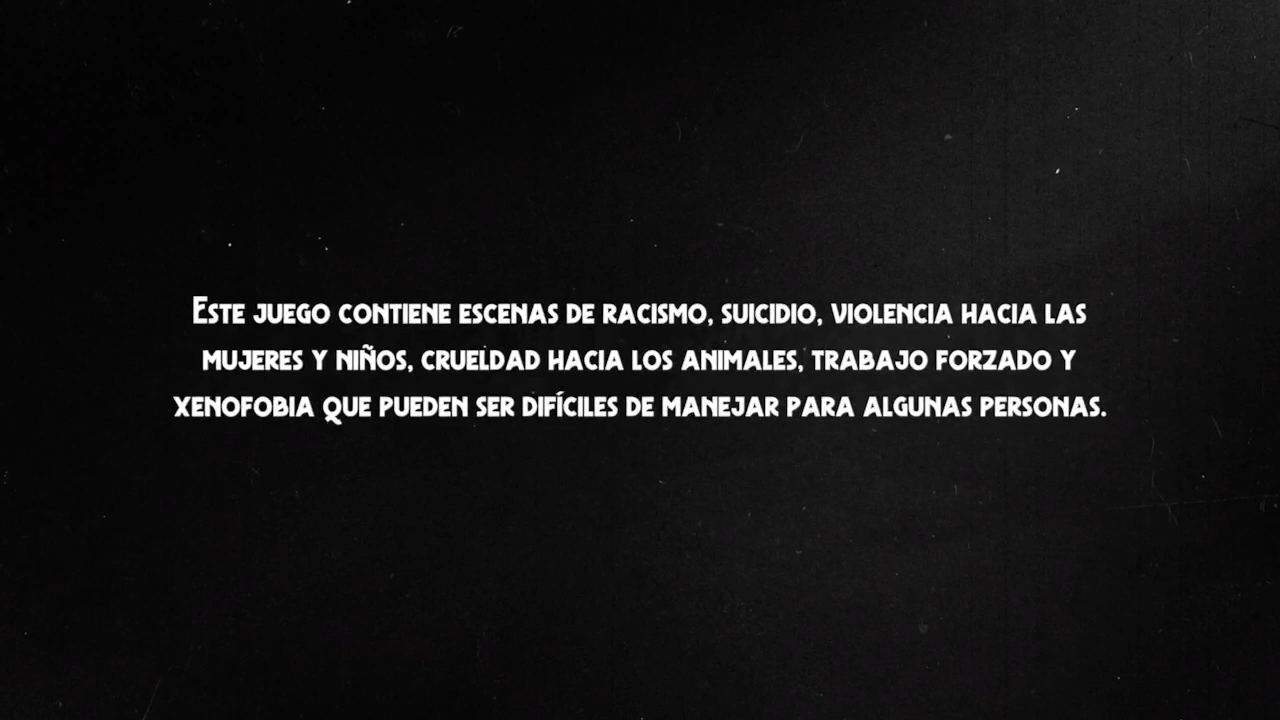 Este juego contiene escenas de racismo, suicidio, violencia hacia las
mujeres y niños, crueldad hacia los animales, trabajo forzado y
xenofobia que pueden ser difíciles de manejar para algunas personas.